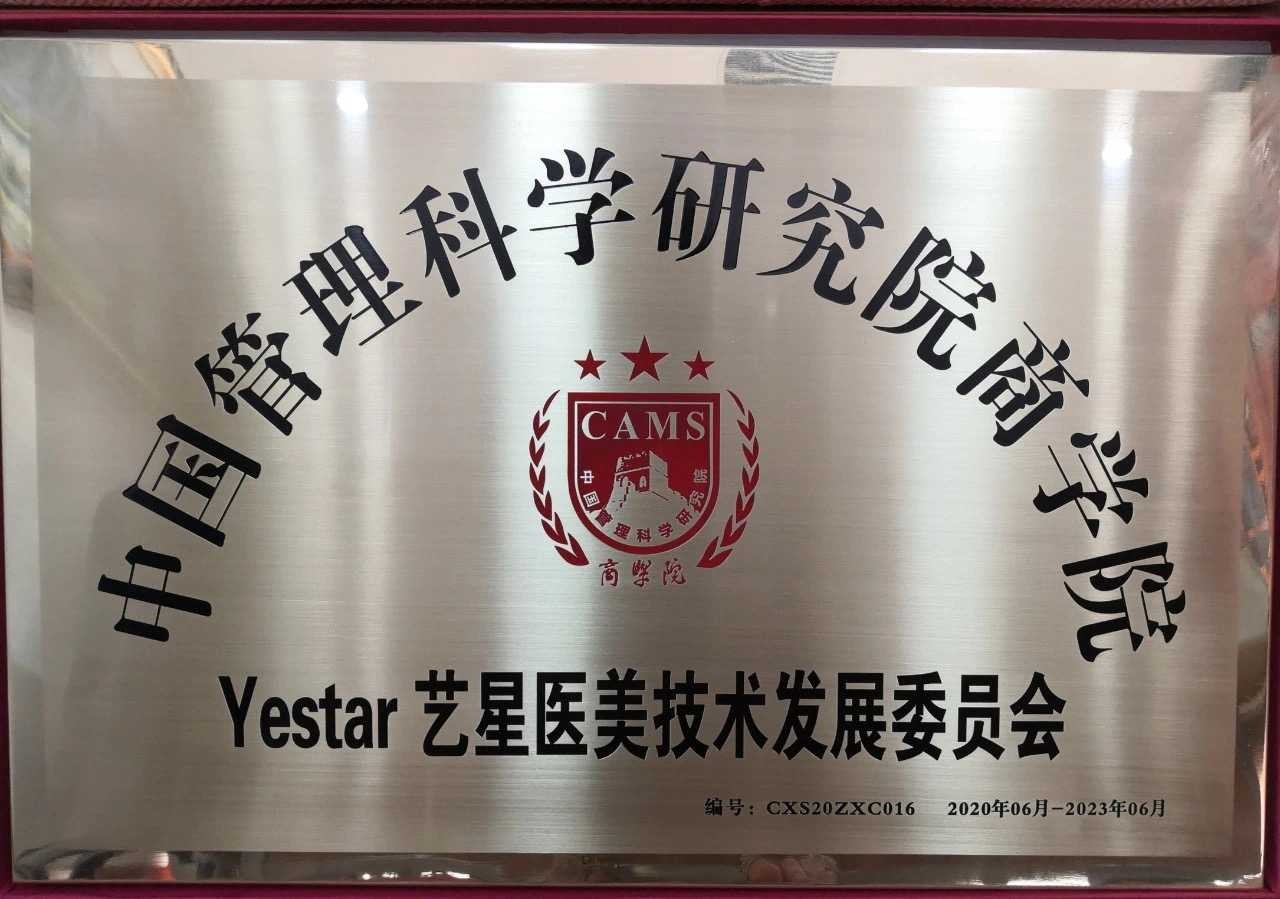 中国管理科学研究院商学院
CAMS
中国管理科学研究院
商學院
Yestar 艺星医美技术发展委员会
编号：CXS20ZXC016 2020年06月-2023年06月